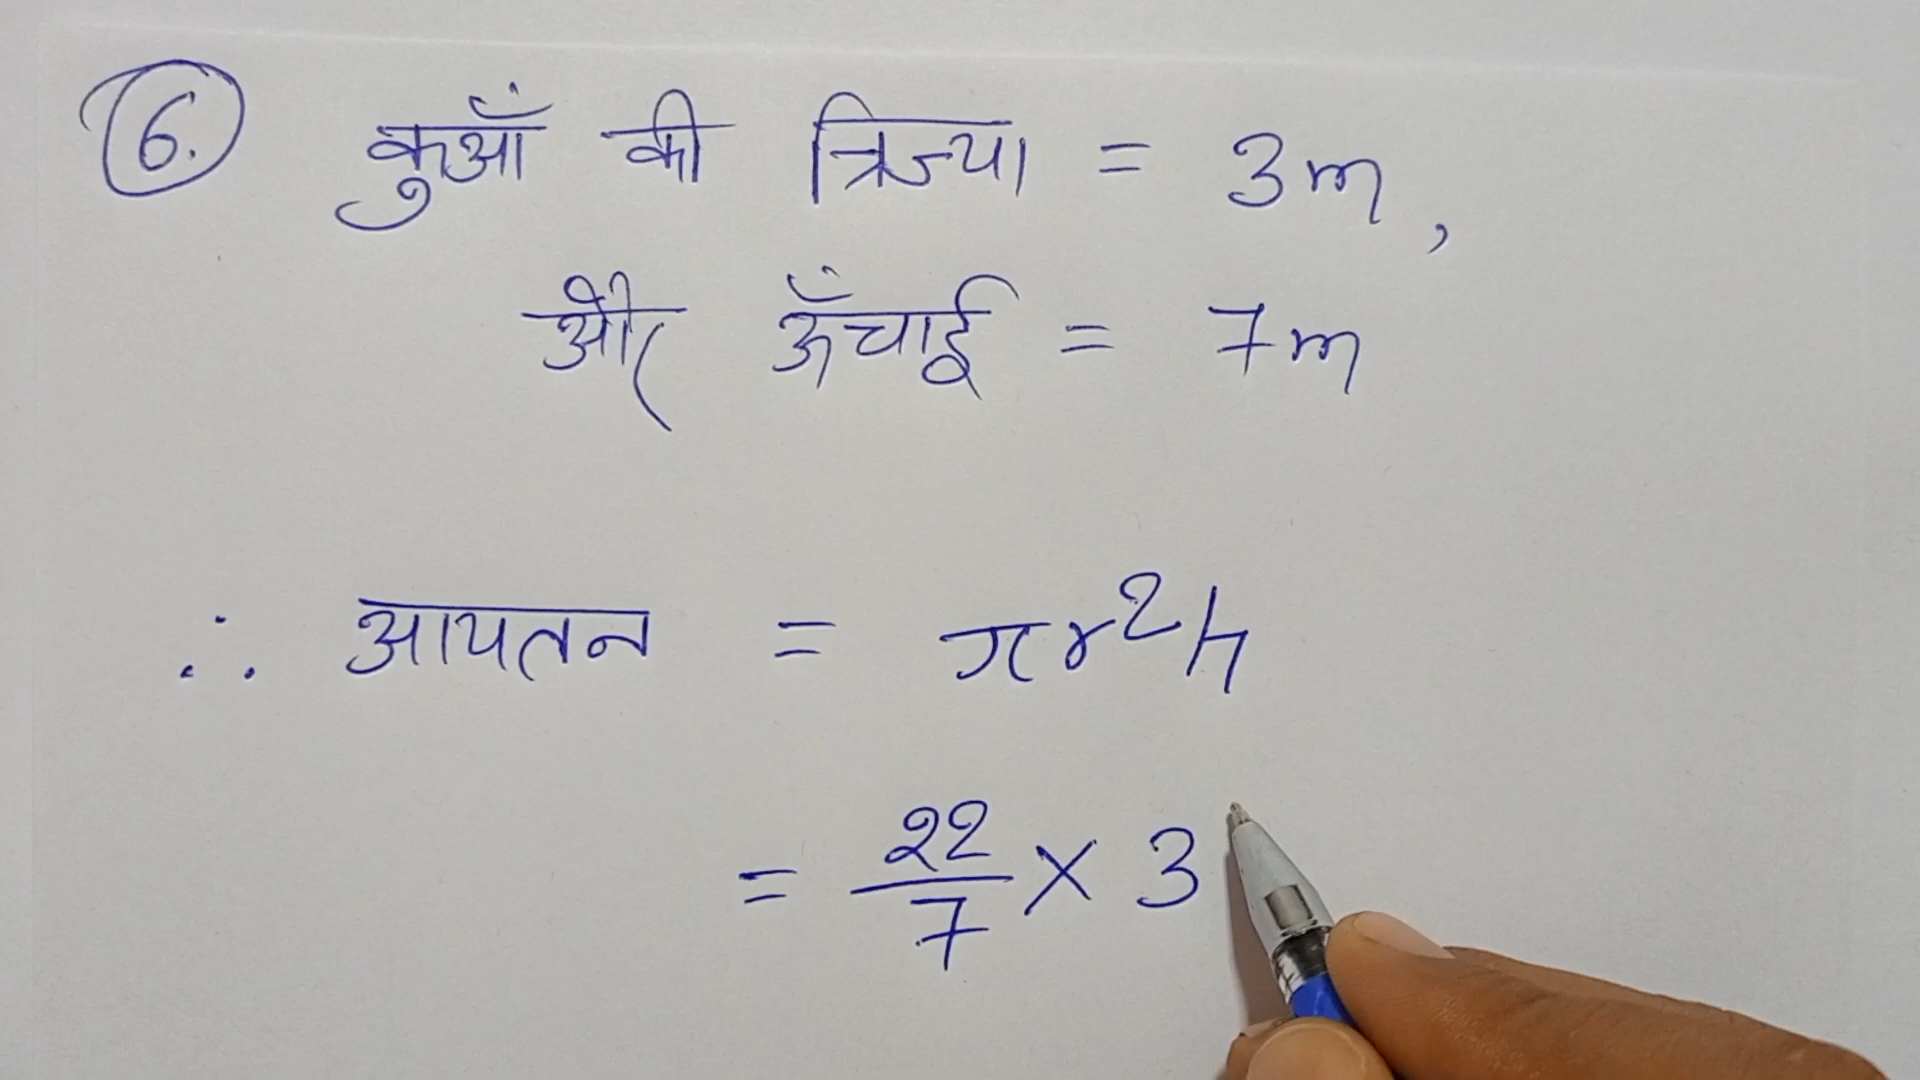 6. कुआँ की त्रिज्या = 3m,
और ऊँचाई = 7m
∴ आयतन = πr²h
= 22/7 × 3